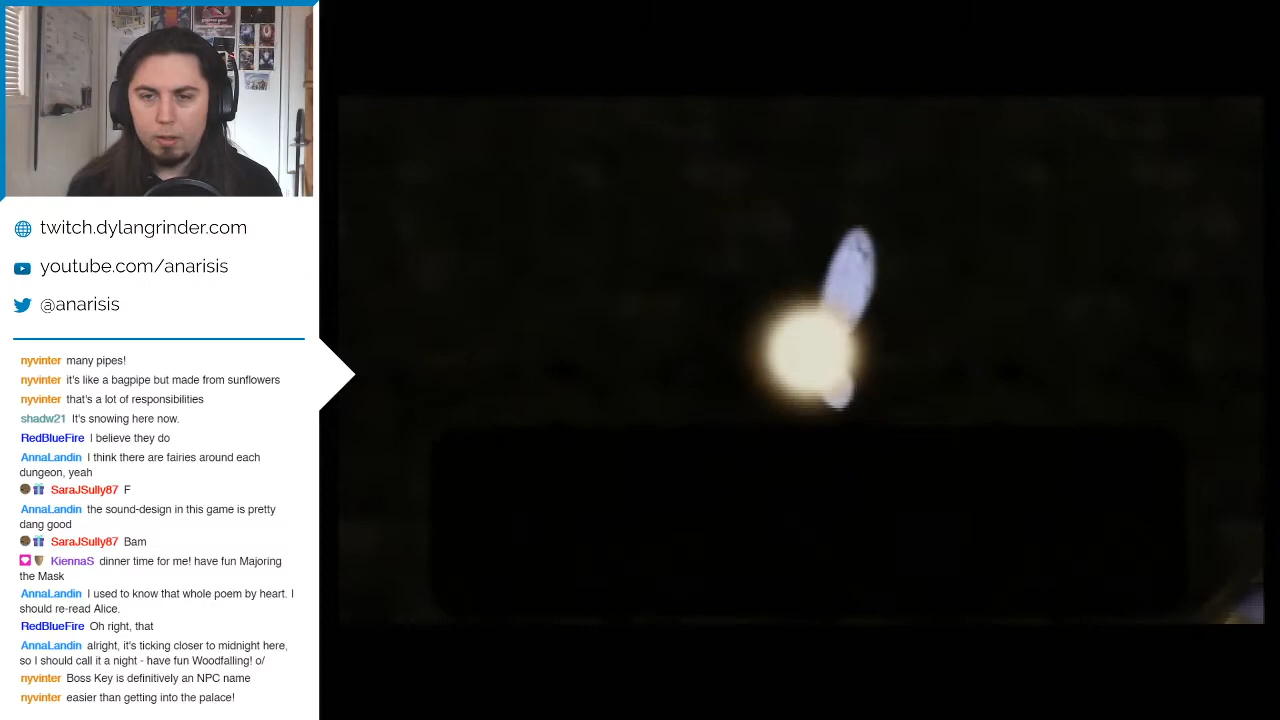 twitch.dylangrinder.com
youtube.com/anarisis
@anarisis
nyvinter many pipes!
nyvinter it's like a bagpipe but made from sunflowers
nyvinter that's a lot of responsibilities
shadw21 It's snowing here now.
RedBlueFire I believe they do
AnnaLandin I think there are fairies around each
dungeon, yeah
SaraJSully87 F
AnnaLandin the sound-design in this game is pretty
dang good
SaraJSully87 Bam
KiennaS dinner time for me! have fun Majoring
the Mask
AnnaLandin I used to know that whole poem by heart. I
should re-read Alice.
RedBlueFire Oh right, that
AnnaLandin alright, it's ticking closer to midnight here,
so I should call it a night - have fun Woodfalling! o/
nyvinter Boss Key is definitively an NPC name
nyvinter easier than getting into the palace!